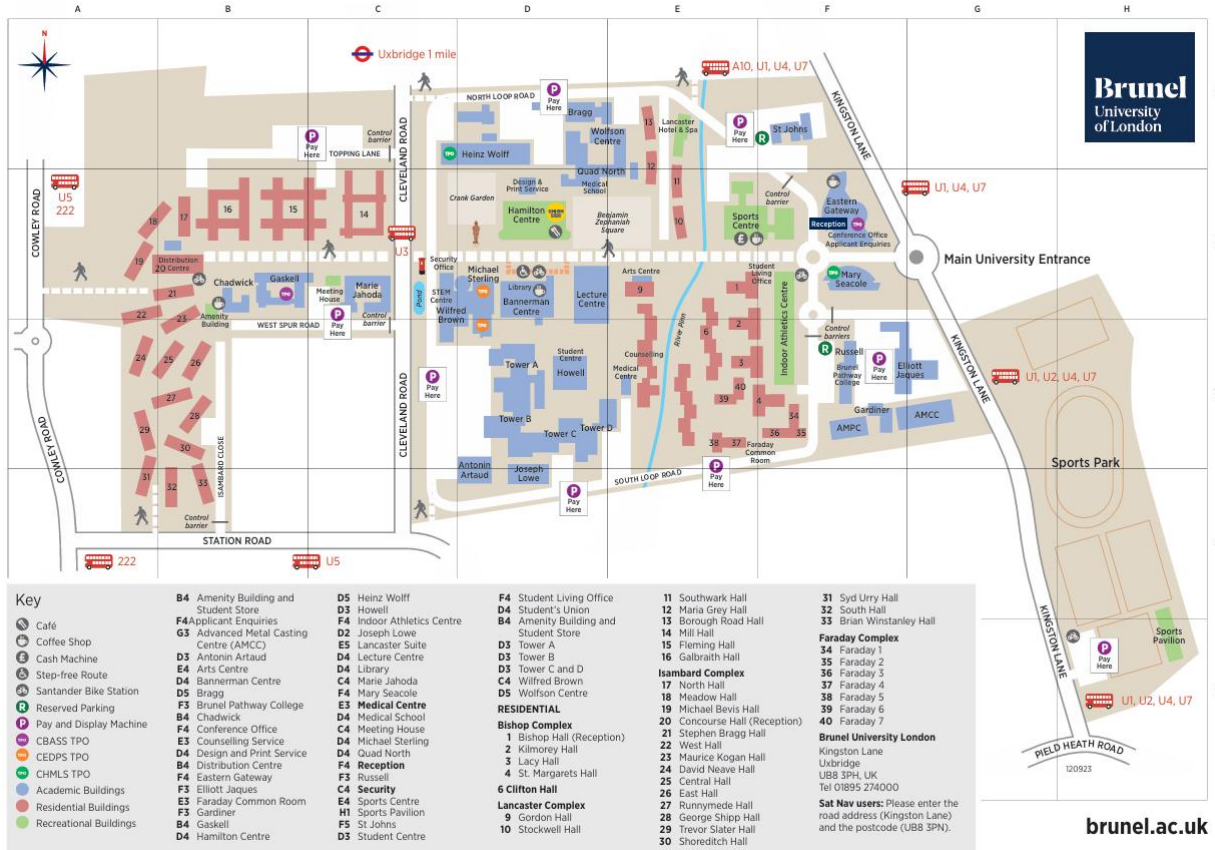 A B C D E F G H
N
Uxbridge 1 mile
A10, U1, U4, U7
Brunel
University
of London
NORTH LOOP ROAD
P
Pay
Here
Bragg
Wolfson
Centre
13
Lancaster
Hotel & Spa
P
Pay
Here
R
St Johns
KINGSTON LANE
P
Pay
Here
Control
barrier
TOPPING LANE
CLEVELAND ROAD
TPO
Heinz Wolff
Quad North
12
COWLEY ROAD
U5
222
18
17
16
15
14
Design &
Print Service
Medical
School
11
Control
barrier
U1, U4, U7
Crank Garden
Hamilton
Centre
UNION SHOP
Benjamin
Zephaniah
Square
10
Sports
Centre
£
Eastern
Gateway
Reception
TPO
Conference Office
Applicant Enquiries
U3
19
Distribution
20 Centre
Security
Office
Michael
Sterling
Arts Centre
Student
Living
Office
Main University Entrance
21
Chadwick
Gaskell
TPO
Meeting
House
Marie
Jahoda
Pond
STEM
Centre
TPO
Library
Bannerman
Centre
Lecture
Centre
9
1
TPO
Mary
Seacole
22
23
Amenity
Building
WEST SPUR ROAD
P
Pay
Here
Control
barrier
Wilfred
Brown
TPO
River Pinn
6
2
Indoor Athletics Centre
Control
barriers
24
25
26
Tower A
Student
Centre
Howell
Counselling
Medical
Centre
3
R
Russell
Brunel
Pathway
College
P
Pay
Here
Elliott
Jaques
KINGSTON LANE
U1, U2, U4, U7
P
Pay
Here
CLEVELAND ROAD
27
28
29
30
40
39
4
34
Gardiner
AMPC
AMCC
COWLEY ROAD
Tower B
Tower C
Tower D
38
37
36
35
Faraday
Common
Room
31
32
33
ISAMBARD CLOSE
Antonin
Artaud
Joseph
Lowe
P
Pay
Here
SOUTH LOOP ROAD
P
Pay
Here
Sports Park
Control
barrier
STATION ROAD
222
U5
KINGSTON LANE
P
Pay
Here
Sports
Pavilion
U1, U2, U4, U7
PIELD HEATH ROAD
120923
brunel.ac.uk
Key
Café
Coffee Shop
£ Cash Machine
Step-free Route
Santander Bike Station
R Reserved Parking
P Pay and Display Machine
TPO CBASS TPO
TPO CEDPS TPO
TPO CHMLS TPO
Academic Buildings
Residential Buildings
Recreational Buildings
B4 Amenity Building and
Student Store
F4Applicant Enquiries
G3 Advanced Metal Casting
Centre (AMCC)
D3 Antonin Artaud
E4 Arts Centre
D4 Bannerman Centre
D5 Bragg
F3 Brunel Pathway College
B4 Chadwick
F4 Conference Office
E3 Counselling Service
D4 Design and Print Service
B4 Distribution Centre
F4 Eastern Gateway
F3 Elliott Jaques
E3 Faraday Common Room
F3 Gardiner
B4 Gaskell
D4 Hamilton Centre
D5 Heinz Wolff
D3 Howell
F4 Indoor Athletics Centre
D2 Joseph Lowe
E5 Lancaster Suite
D4 Lecture Centre
D4 Library
C4 Marie Jahoda
F4 Mary Seacole
E3 Medical Centre
D4 Medical School
C4 Meeting House
D4 Michael Sterling
D4 Quad North
F4 Reception
F3 Russell
C4 Security
E4 Sports Centre
H1 Sports Pavilion
F5 St Johns
D3 Student Centre
F4 Student Living Office
D4 Student's Union
B4 Amenity Building and
Student Store
D3 Tower A
D3 Tower B
D3 Tower C and D
C4 Wilfred Brown
D5 Wolfson Centre
RESIDENTIAL
Bishop Complex
1 Bishop Hall (Reception)
2 Kilmorey Hall
3 Lacy Hall
4 St. Margarets Hall
6 Clifton Hall
Lancaster Complex
9 Gordon Hall
10 Stockwell Hall
11 Southwark Hall
12 Maria Grey Hall
13 Borough Road Hall
14 Mill Hall
15 Fleming Hall
16 Galbraith Hall
Isambard Complex
17 North Hall
18 Meadow Hall
19 Michael Bevis Hall
20 Concourse Hall (Reception)
21 Stephen Bragg Hall
22 West Hall
23 Maurice Kogan Hall
24 David Neave Hall
25 Central Hall
26 East Hall
27 Runnymede Hall
28 George Shipp Hall
29 Trevor Slater Hall
30 Shoreditch Hall
31 Syd Urry Hall
32 South Hall
33 Brian Winstanley Hall
Faraday Complex
34 Faraday 1
35 Faraday 2
36 Faraday 3
37 Faraday 4
38 Faraday 5
39 Faraday 6
40 Faraday 7
Brunel University London
Kingston Lane
Uxbridge
UB8 3PH, UK
Tel 01895 274000
Sat Nav users: Please enter the
road address (Kingston Lane)
and the postcode (UB8 3PN).